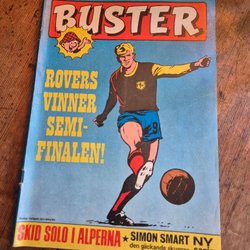 BUSTER
ROVERS
VINNER
SEMI-
FINALEN!
SKID SOLO I ALPERNA ★ SIMON SMART NY